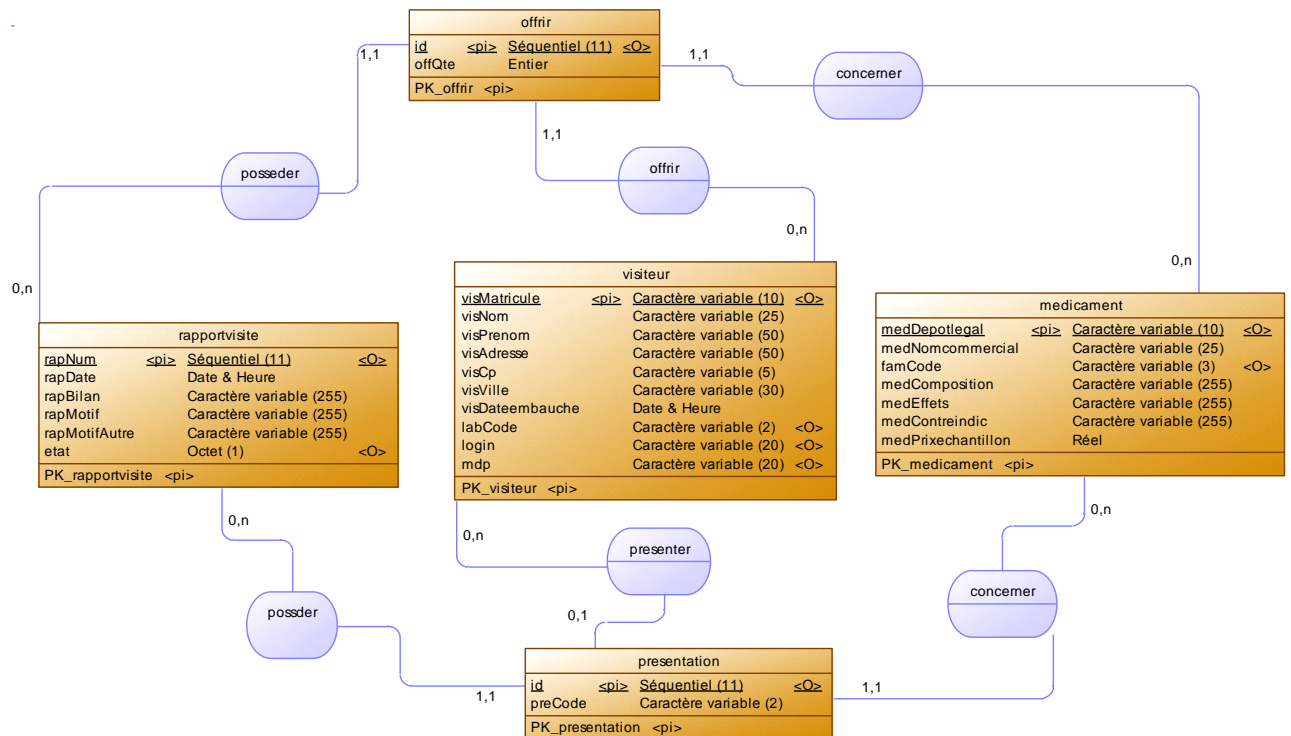 offrir
id <pi> Séquentiel (11) <O>
offQte Entier
PK_offrir <pi>
1,1
1,1
concerner
1,1
posseder
offrir
0,n
0,n
0,n
visiteur
visMatricule <pi> Caractère variable (10) <O>
visNom Caractère variable (25)
visPrenom Caractère variable (50)
visAdresse Caractère variable (50)
visCp Caractère variable (5)
visVille Caractère variable (30)
visDateembauche Date & Heure
labCode Caractère variable (2) <O>
login Caractère variable (20) <O>
mdp Caractère variable (20) <O>
PK_visiteur <pi>
medicament
medDepotlegal <pi> Caractère variable (10) <O>
medNomcommercial Caractère variable (25)
famCode Caractère variable (3) <O>
medComposition Caractère variable (255)
medEffets Caractère variable (255)
medContreindic Caractère variable (255)
medPrixechantillon Réel
PK_medicament <pi>
rapportvisite
rapNum <pi> Séquentiel (11) <O>
rapDate Date & Heure
rapBilan Caractère variable (255)
rapMotif Caractère variable (255)
rapMotifAutre Caractère variable (255)
etat Octet (1) <O>
PK_rapportvisite <pi>
0,n
0,n
0,n
presenter
concerner
possder
0,1
1,1
1,1
presentation
id <pi> Séquentiel (11) <O>
preCode Caractère variable (2)
PK_presentation <pi>